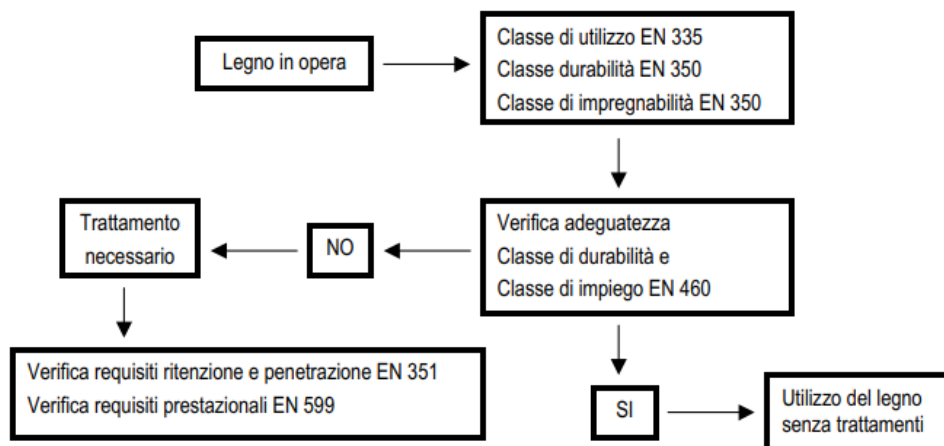 Legno in opera
Classe di utilizzo EN 335
Classe durabilità EN 350
Classe di impregnabilità EN 350
Trattamento
necessario
NO
Verifica adeguatezza
Classe di durabilità e
Classe di impiego EN 460
Verifica requisiti ritenzione e penetrazione EN 351
Verifica requisiti prestazionali EN 599
SI
Utilizzo del legno
senza trattamenti